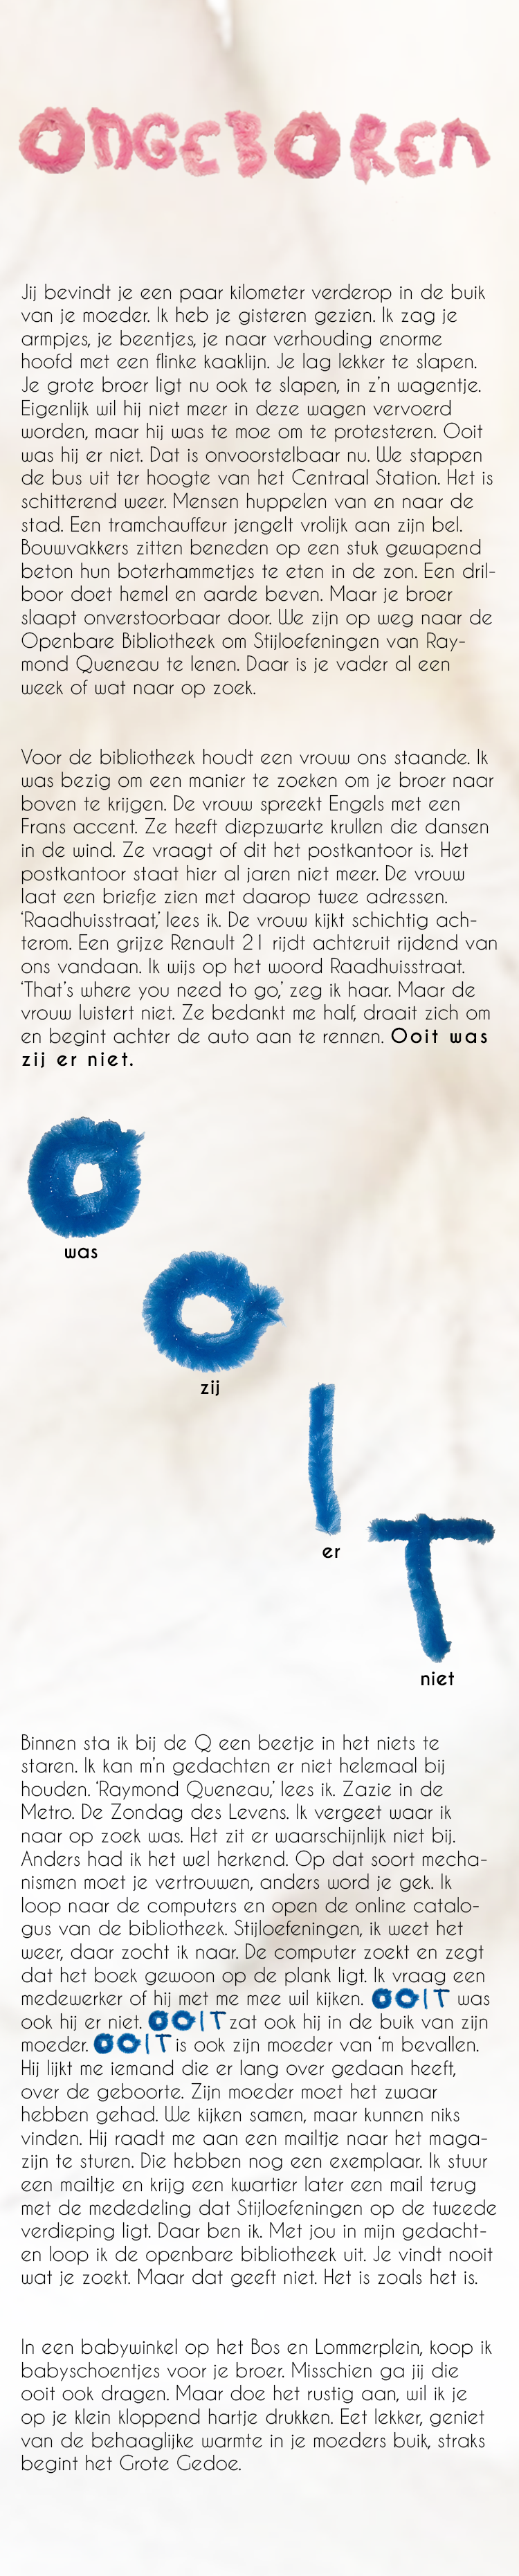 ONGEBOREN
Jij bevindt je een paar kilometer verderop in de buik
van je moeder. Ik heb je gisteren gezien. Ik zag je
armpjes, je beentjes, je naar verhouding enorme
hoofd met een flinke kaaklijn. Je lag lekker te slapen.
Je grote broer ligt nu ook te slapen, in z'n wagentje.
Eigenlijk wil hij niet meer in deze wagen vervoerd
worden, maar hij was te moe om te protesteren. Ooit
was hij er niet. Dat is onvoorstelbaar nu. We stappen
de bus uit ter hoogte van het Centraal Station. Het is
schitterend weer. Mensen huppelen van en naar de
stad. Een tramchauffeur jengelt vrolijk aan zijn bel.
Bouwvakkers zitten beneden op een stuk gewapend
beton hun boterhammetjes te eten in de zon. Een dril-
boor doet hemel en aarde beven. Maar je broer
slaapt onverstoorbaar door. We zijn op weg naar de
Openbare Bibliotheek om Stijloefeningen van Ray-
mond Queneau te lenen. Daar is je vader al een
week of wat naar op zoek.
Voor de bibliotheek houdt een vrouw ons staande. Ik
was bezig om een manier te zoeken om je broer naar
boven te krijgen. De vrouw spreekt Engels met een
Frans accent. Ze heeft diepzwarte krullen die dansen
in de wind. Ze vraagt of dit het postkantoor is. Het
postkantoor staat hier al jaren niet meer. De vrouw
laat een briefje zien met daarop twee adressen.
'Raadhuisstraat,' lees ik. De vrouw kijkt schichtig ach-
terom. Een grijze Renault 21 rijdt achteruit rijdend van
ons vandaan. Ik wijs op het woord Raadhuisstraat.
'That's where you need to go,' zeg ik haar. Maar de
vrouw luistert niet. Ze bedankt me half, draait zich om
en begint achter de auto aan te rennen. Ooit was
zij er niet.
O
was
O
zij
I
er
T
niet
Binnen sta ik bij de Q een beetje in het niets te
staren. Ik kan m'n gedachten er niet helemaal bij
houden. 'Raymond Queneau,' lees ik. Zazie in de
Metro. De Zondag des Levens. Ik vergeet waar ik
naar op zoek was. Het zit er waarschijnlijk niet bij.
Anders had ik het wel herkend. Op dat soort mecha-
nismen moet je vertrouwen, anders word je gek. Ik
loop naar de computers en open de online catalo-
gus van de bibliotheek. Stijloefeningen, ik weet het
weer, daar zocht ik naar. De computer zoekt en zegt
dat het boek gewoon op de plank ligt. Ik vraag een
medewerker of hij met me mee wil kijken. OOIT was
ook hij er niet. OOIT zat ook hij in de buik van zijn
moeder. OOIT is ook zijn moeder van 'm bevallen.
Hij lijkt me iemand die er lang over gedaan heeft,
over de geboorte. Zijn moeder moet het zwaar
hebben gehad. We kijken samen, maar kunnen niks
vinden. Hij raadt me aan een mailtje naar het maga-
zijn te sturen. Die hebben nog een exemplaar. Ik stuur
een mailtje en krijg een kwartier later een mail terug
met de mededeling dat Stijloefeningen op de tweede
verdieping ligt. Daar ben ik. Met jou in mijn gedacht-
en loop ik de openbare bibliotheek uit. Je vindt nooit
wat je zoekt. Maar dat geeft niet. Het is zoals het is.
In een babywinkel op het Bos en Lommerplein, koop ik
babyschoentjes voor je broer. Misschien ga jij die
ooit ook dragen. Maar doe het rustig aan, wil ik je
op je klein kloppend hartje drukken. Eet lekker, geniet
van de behaaglijke warmte in je moeders buik, straks
begint het Grote Gedoe.